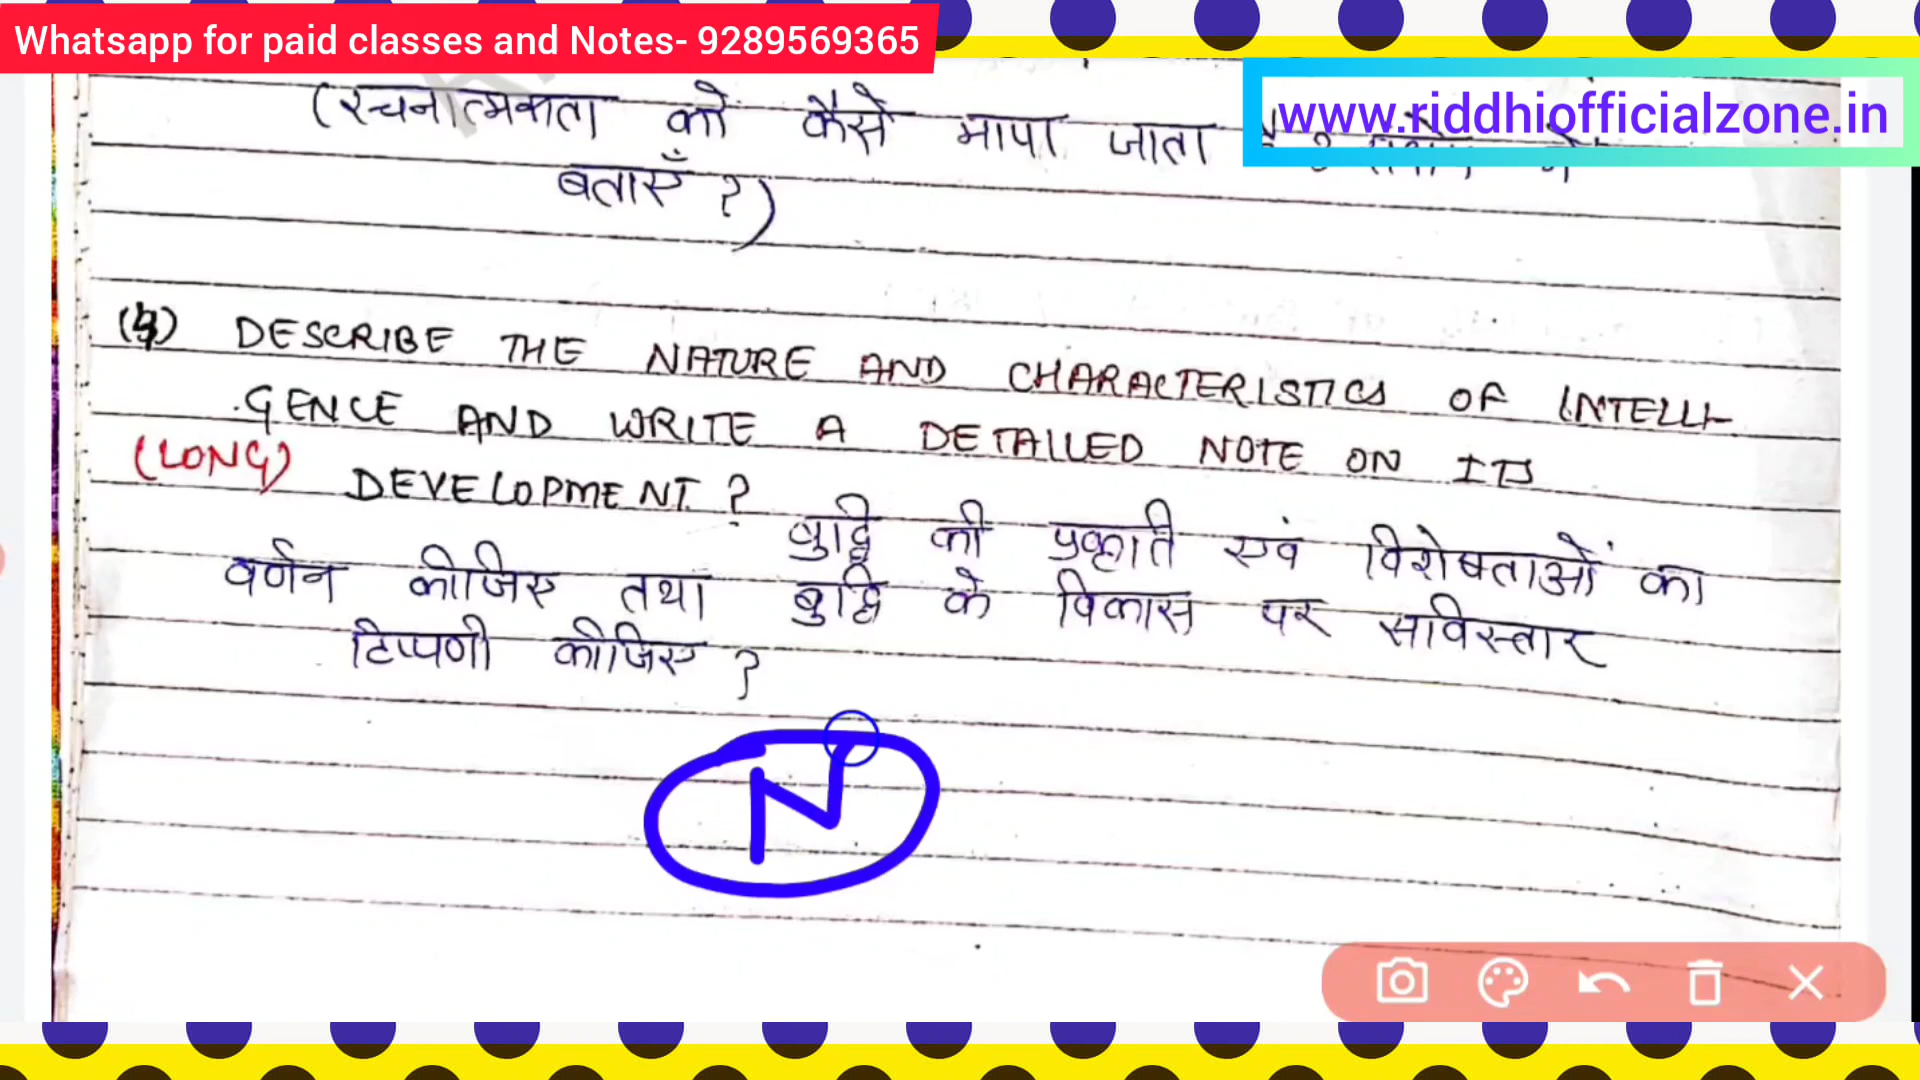 Whatsapp for paid classes and Notes- 9289569365
www.riddhiofficialzone.in
(रचनात्मकता को कैसे मापा जाता
बताएँ ?)
(4) DESCRIBE THE NATURE AND CHARACTERISTICS OF INTELLI-
GENCE AND WRITE A DETAILED NOTE ON ITS
(LONG) DEVELOPMENT ?
बुद्धि की प्रकृति एवं विशेषताओं का
वर्णन कीजिए तथा बुद्धि के विकास पर सविस्तार
टिप्पणी कीजिए ?
N